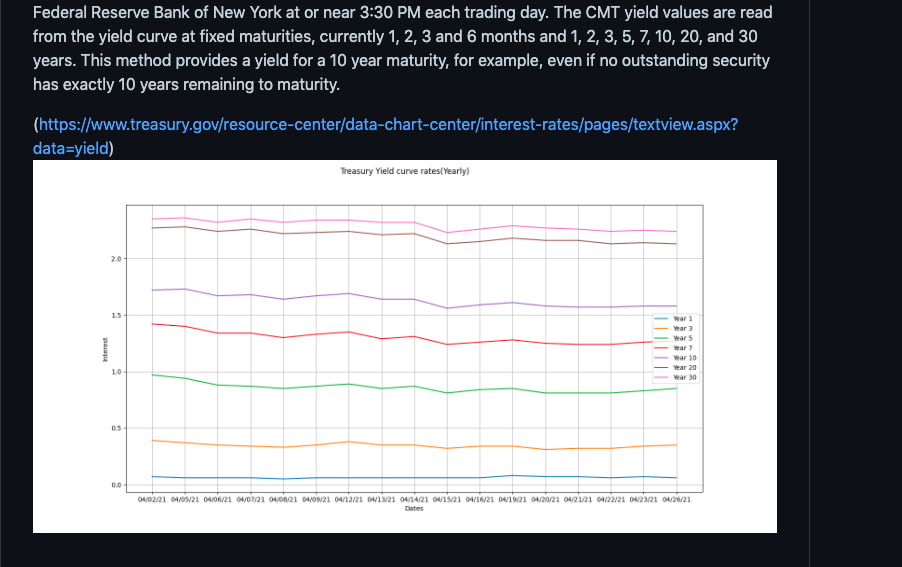 Federal Reserve Bank of New York at or near 3:30 PM each trading day. The CMT yield values are read
from the yield curve at fixed maturities, currently 1, 2, 3 and 6 months and 1, 2, 3, 5, 7, 10, 20, and 30
years. This method provides a yield for a 10 year maturity, for example, even if no outstanding security
has exactly 10 years remaining to maturity.
(https://www.treasury.gov/resource-center/data-chart-center/interest-rates/pages/textview.aspx?
data=yield)
Treasury Yield curve rates(Yearly)
2.0
1.5
1.0
0.5
0.0
Interest
Year 1
Year 3
Year 5
Year 7
Year 10
Year 20
Year 30
04/02/21 04/05/21 04/06/21 04/07/21 04/08/21 04/09/21 04/12/21 04/13/21 04/14/21 04/15/21 04/16/21 04/19/21 04/20/21 04/21/21 04/22/21 04/23/21 04/26/21
Dates